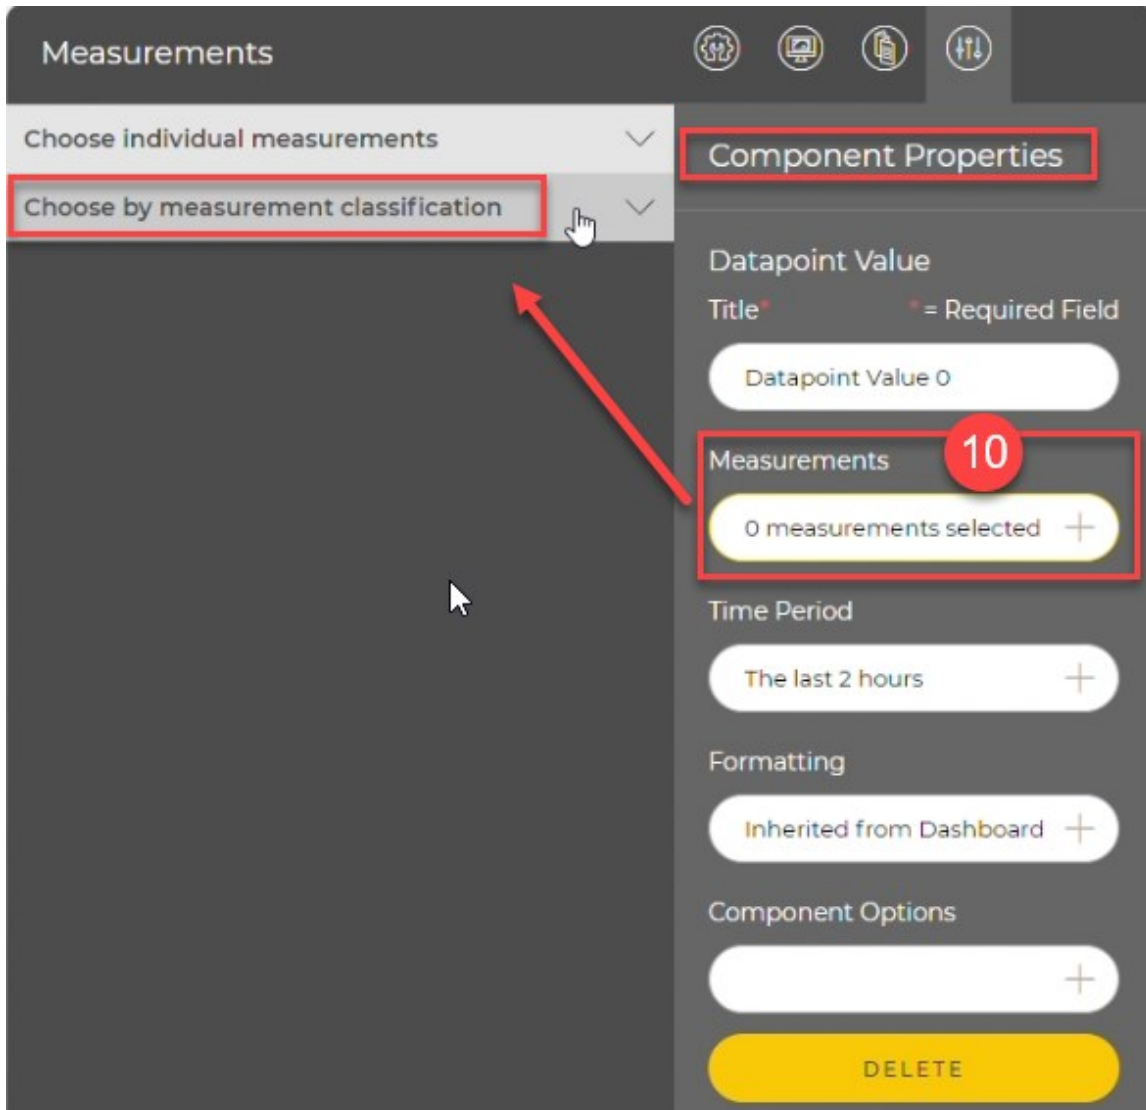 Measurements
Choose individual measurements
Choose by measurement classification
Component Properties
Datapoint Value
Title* * = Required Field
Datapoint Value 0
Measurements
10
0 measurements selected
Time Period
The last 2 hours
Formatting
Inherited from Dashboard
Component Options
DELETE